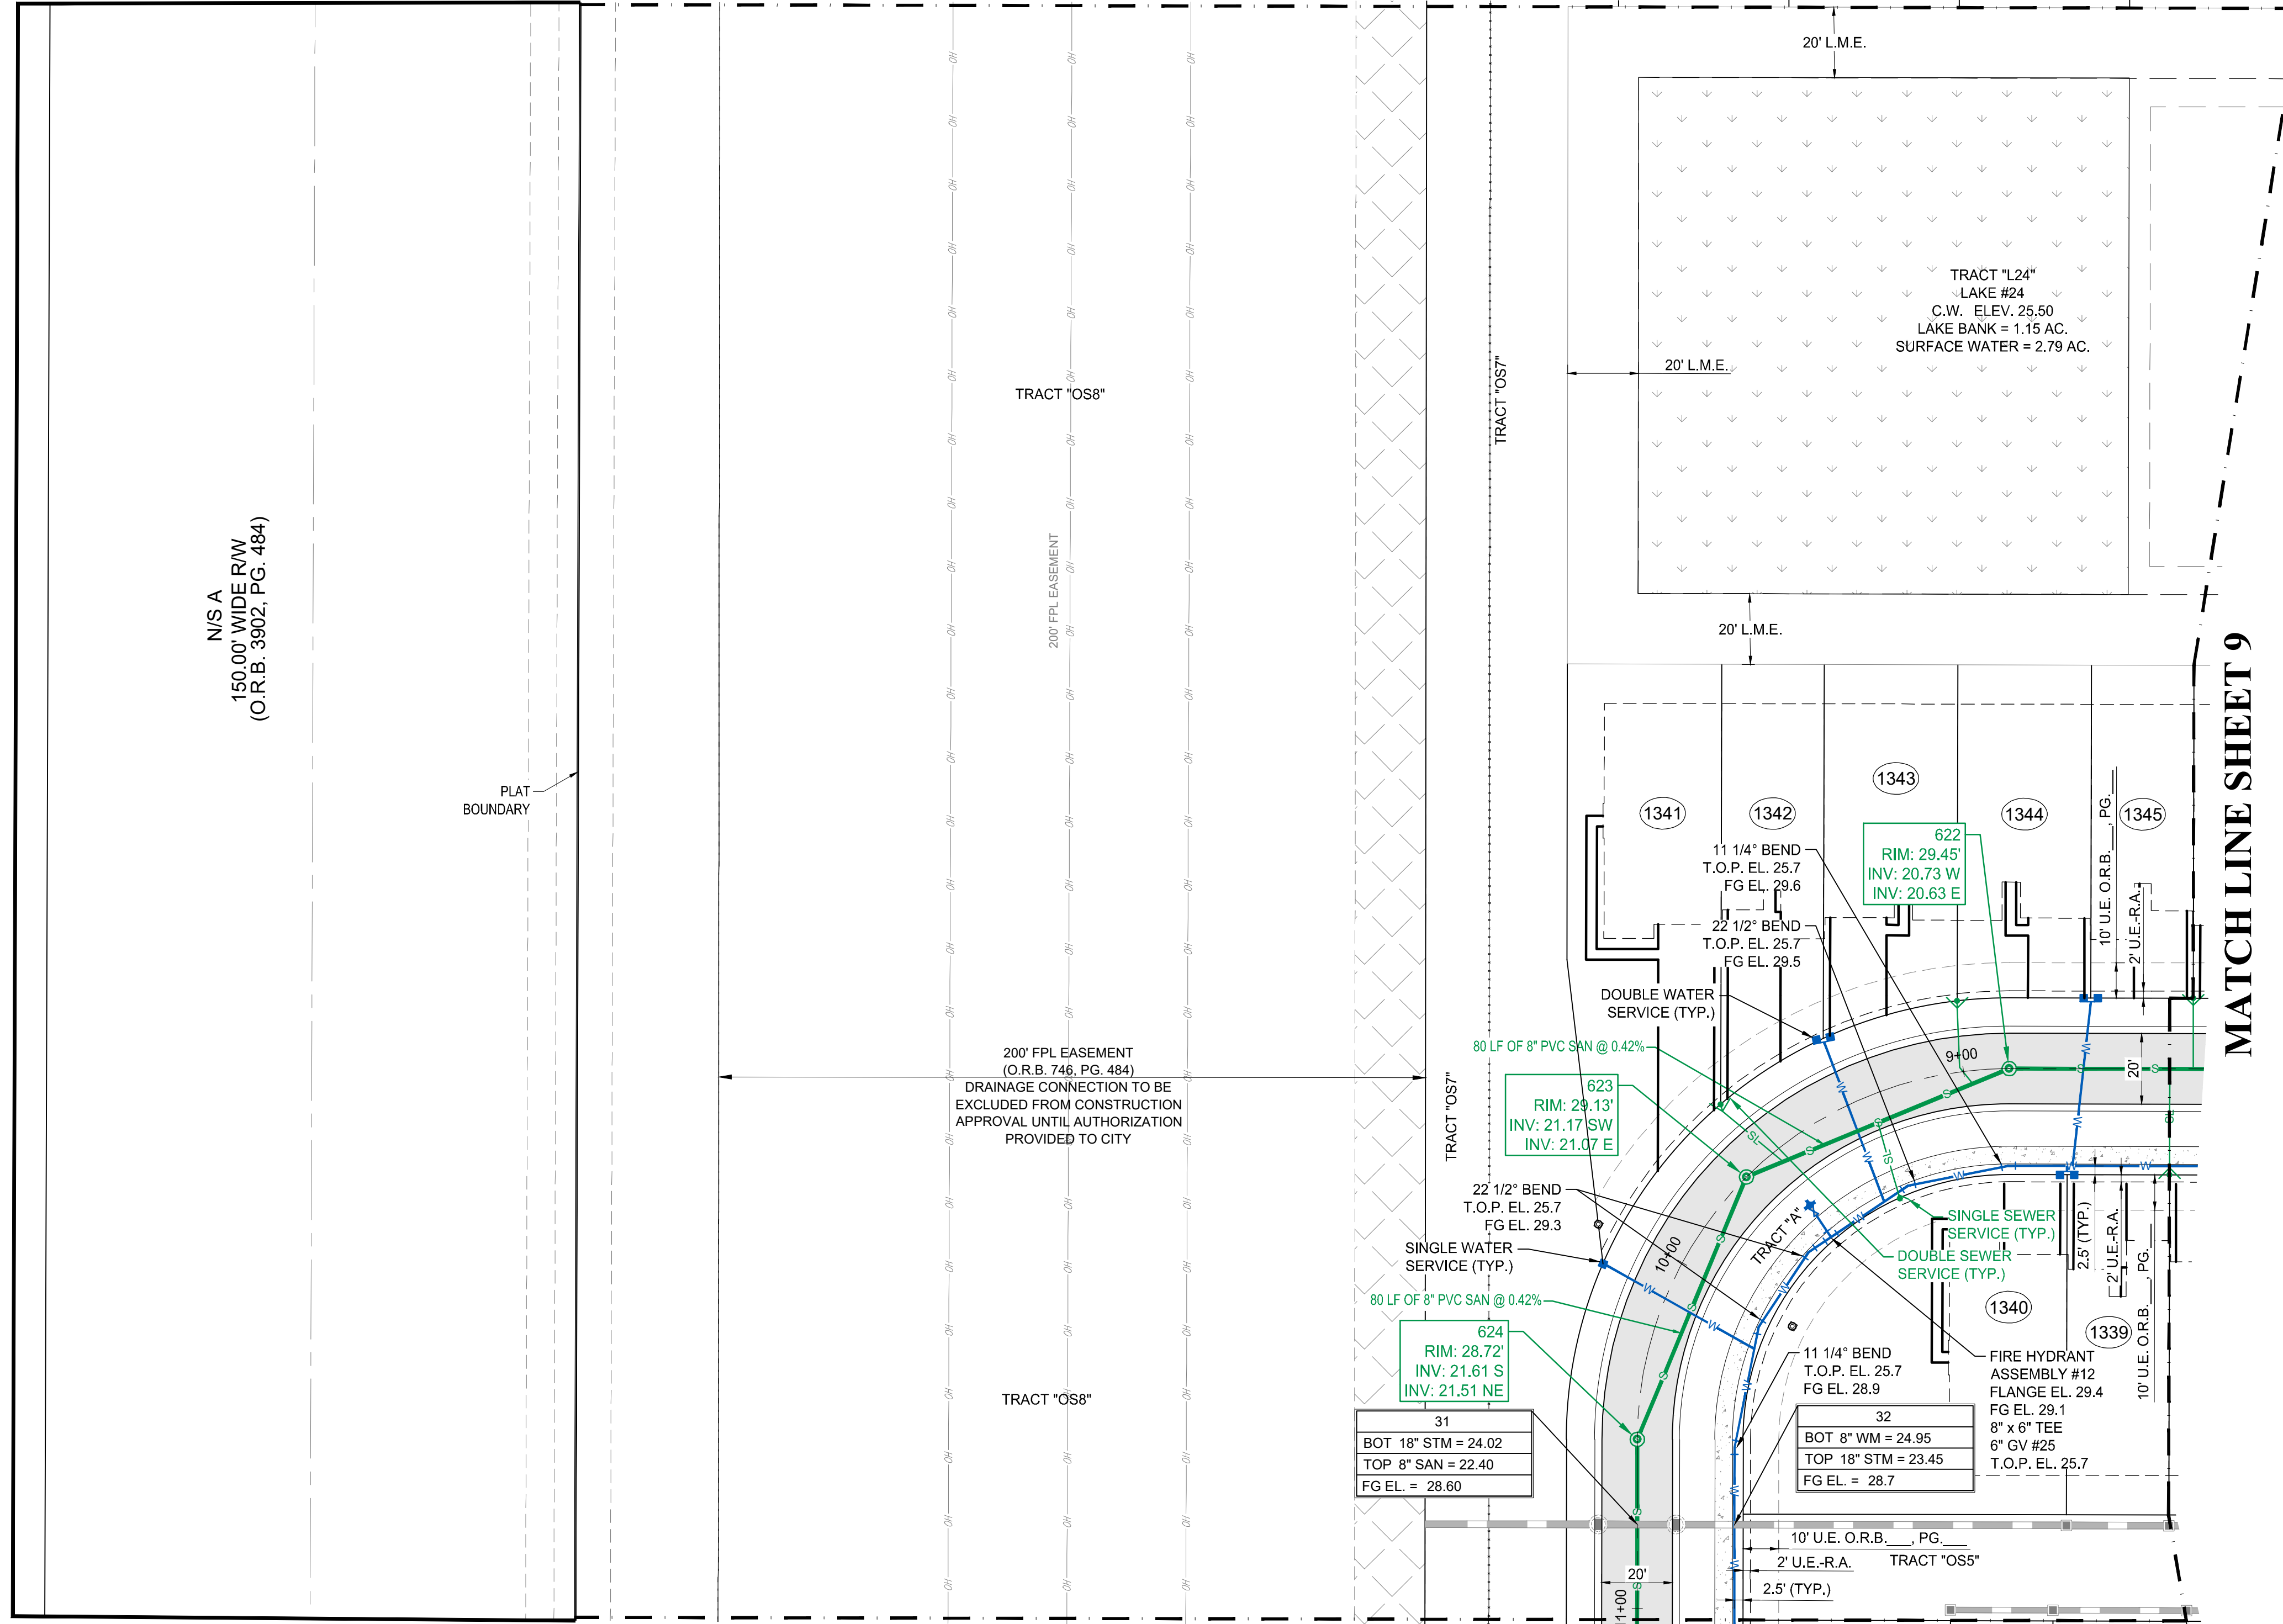 20' L.M.E.
TRACT "L24"
LAKE #24
C.W. ELEV. 25.50
LAKE BANK = 1.15 AC.
SURFACE WATER = 2.79 AC.
20' L.M.E.
20' L.M.E.
TRACT "OS8"
TRACT "OS7"
200' FPL EASEMENT
N/S A
150.00' WIDE R/W
(O.R.B. 3902, PG. 484)
PLAT
BOUNDARY
MATCH LINE SHEET 9
1341
1342
1343
1344
1345
622
RIM: 29.45'
INV: 20.73 W
INV: 20.63 E
11 1/4° BEND
T.O.P. EL. 25.7
FG EL. 29.6
22 1/2° BEND
T.O.P. EL. 25.7
FG EL. 29.5
10' U.E. O.R.B. ___, PG. ___
2' U.E.-R.A.
DOUBLE WATER
SERVICE (TYP.)
80 LF OF 8" PVC SAN @ 0.42%
9+00
20'
623
RIM: 29.13'
INV: 21.17 SW
INV: 21.07 E
200' FPL EASEMENT
(O.R.B. 746, PG. 484)
DRAINAGE CONNECTION TO BE
EXCLUDED FROM CONSTRUCTION
APPROVAL UNTIL AUTHORIZATION
PROVIDED TO CITY
TRACT "OS7"
22 1/2° BEND
T.O.P. EL. 25.7
FG EL. 29.3
SINGLE WATER
SERVICE (TYP.)
10+00
TRACT "A"
SINGLE SEWER
SERVICE (TYP.)
DOUBLE SEWER
SERVICE (TYP.)
2.5' (TYP.)
2' U.E.-R.A.
10' U.E. O.R.B. ___, PG. ___
80 LF OF 8" PVC SAN @ 0.42%
1340
1339
624
RIM: 28.72'
INV: 21.61 S
INV: 21.51 NE
11 1/4° BEND
T.O.P. EL. 25.7
FG EL. 28.9
FIRE HYDRANT
ASSEMBLY #12
FLANGE EL. 29.4
FG EL. 29.1
8" x 6" TEE
6" GV #25
T.O.P. EL. 25.7
TRACT "OS8"
31
BOT 18" STM = 24.02
TOP 8" SAN = 22.40
FG EL. = 28.60
32
BOT 8" WM = 24.95
TOP 18" STM = 23.45
FG EL. = 28.7
10' U.E. O.R.B.___, PG.___
2' U.E.-R.A.
TRACT "OS5"
2.5' (TYP.)
20'
1+00